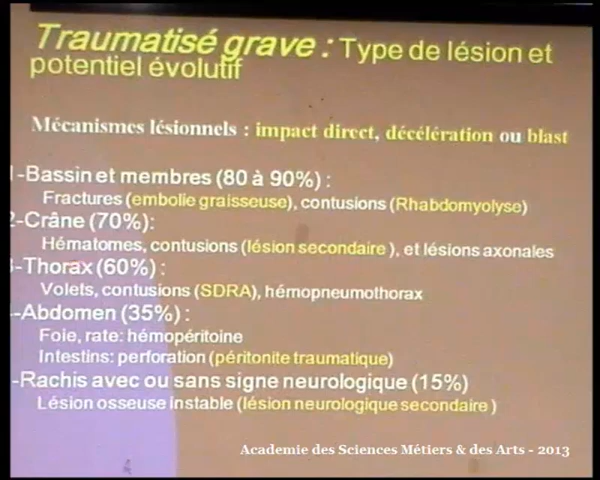 Traumatisé grave : Type de lésion et
potentiel évolutif
Mécanismes lésionnels : impact direct, décélération ou blast
-Bassin et membres (80 à 90%) :
Fractures (embolie graisseuse), contusions (Rhabdomyolyse)
-Crâne (70%):
Hématomes, contusions (lésion secondaire ), et lésions axonales
-Thorax (60%) :
Volets, contusions (SDRA), hémopneumothorax
-Abdomen (35%) :
Foie, rate: hémopéritoine
Intestins: perforation (péritonite traumatique)
-Rachis avec ou sans signe neurologique (15%)
Lésion osseuse instable (lésion neurologique secondaire )
Academie des Sciences Métiers & des Arts - 2013